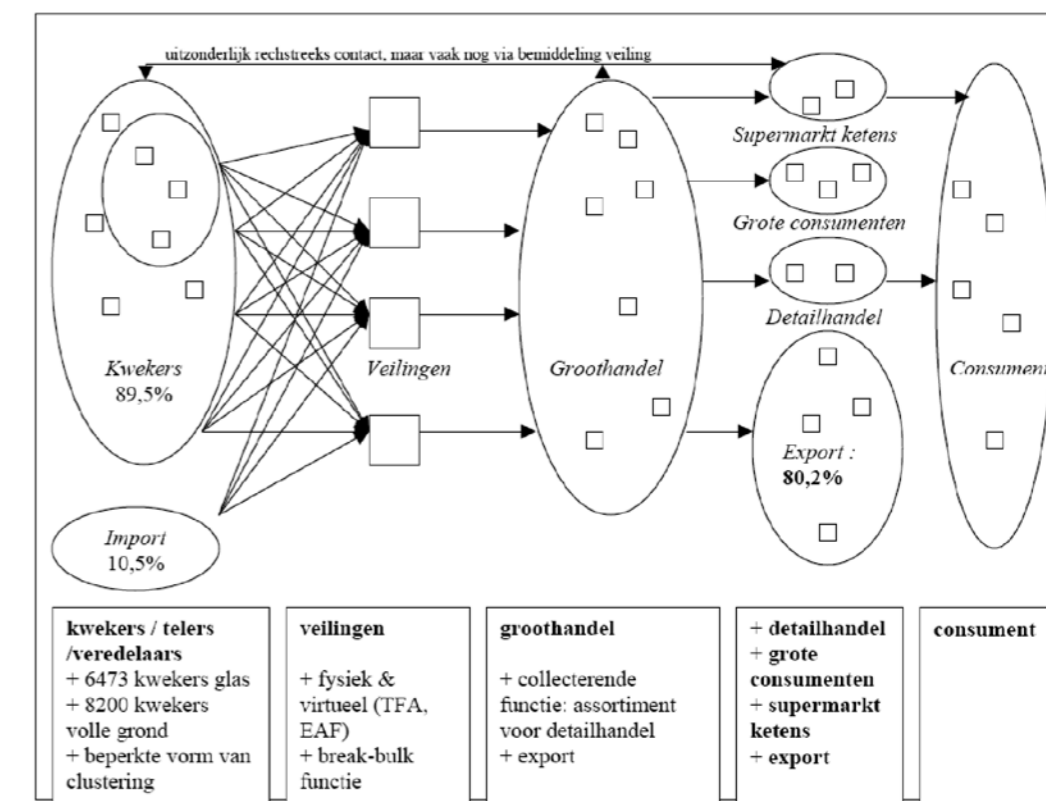 uitzonderlijk rechstreeks contact, maar vaak nog via bemiddeling veiling
Supermarkt ketens
Grote consumenten
Detailhandel
Kwekers
89,5%
Veilingen
Groothandel
Consument
Export :
80,2%
Import
10,5%
kwekers / telers
/veredelaars
+ 6473 kwekers glas
+ 8200 kwekers
volle grond
+ beperkte vorm van
clustering
veilingen
+ fysiek &
virtueel (TFA,
EAF)
+ break-bulk
functie
groothandel
+ collecterende
functie: assortiment
voor detailhandel
+ export
+ detailhandel
+ grote
consumenten
+ supermarkt
ketens
+ export
consument